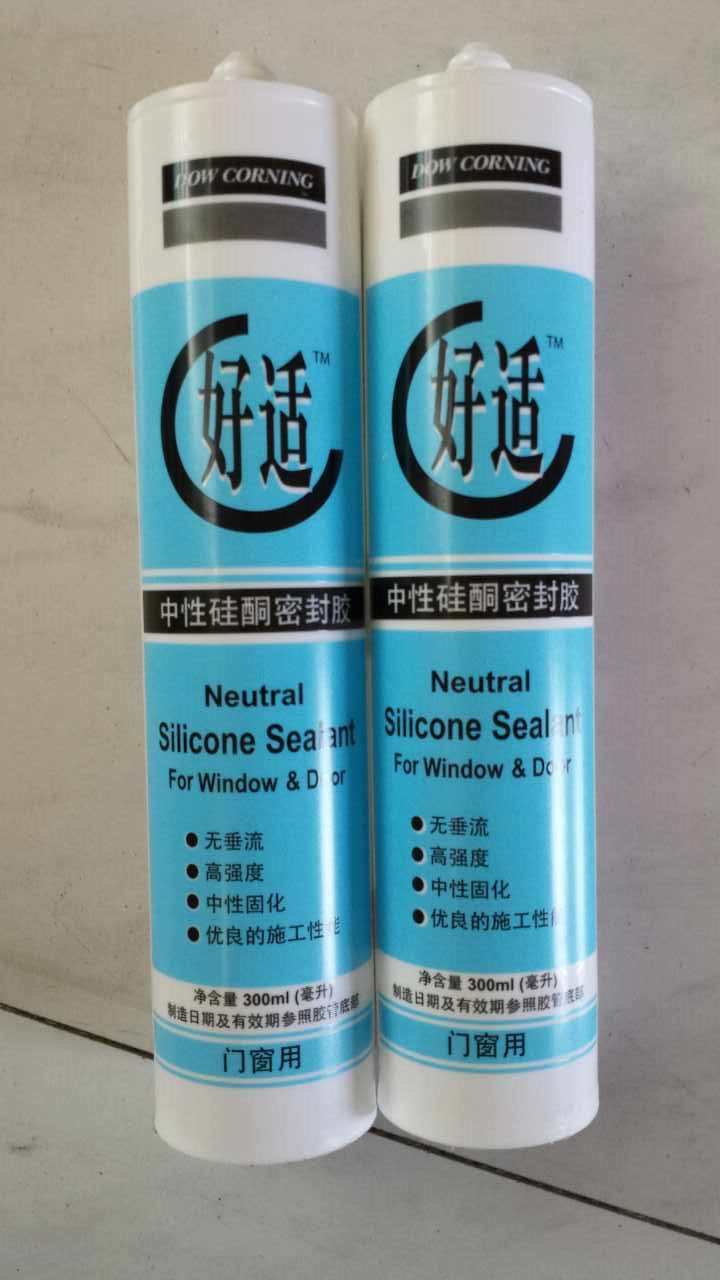 DOW CORNING
好适™
中性硅酮密封胶
Neutral
Silicone Sealant
For Window & Door
● 无垂流
● 高强度
● 中性固化
● 优良的施工性能
净含量 300ml (毫升)
制造日期及有效期参照胶管底部
门窗用
DOW CORNING
好适™
中性硅酮密封胶
Neutral
Silicone Sealant
For Window & Door
● 无垂流
● 高强度
● 中性固化
● 优良的施工性能
净含量 300ml (毫升)
制造日期及有效期参照胶管底部
门窗用